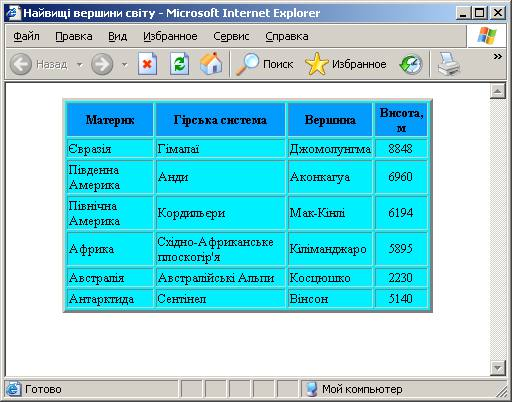 Найвищі вершини світу - Microsoft Internet Explorer
Файл Правка Вид Избранное Сервис Справка
Назад Поиск Избранное »
Материк Гірська система Вершина Висота,
м
Євразія Гімалаї Джомолунгма 8848
Південна
Америка Анди Аконкагуа 6960
Північна
Америка Кордильєри Мак-Кінлі 6194
Африка Східно-Африканське
плоскогір'я Кіліманджаро 5895
Австралія Австралійські Альпи Косцюшко 2230
Антарктида Сентінел Вінсон 5140
Готово Мой компьютер